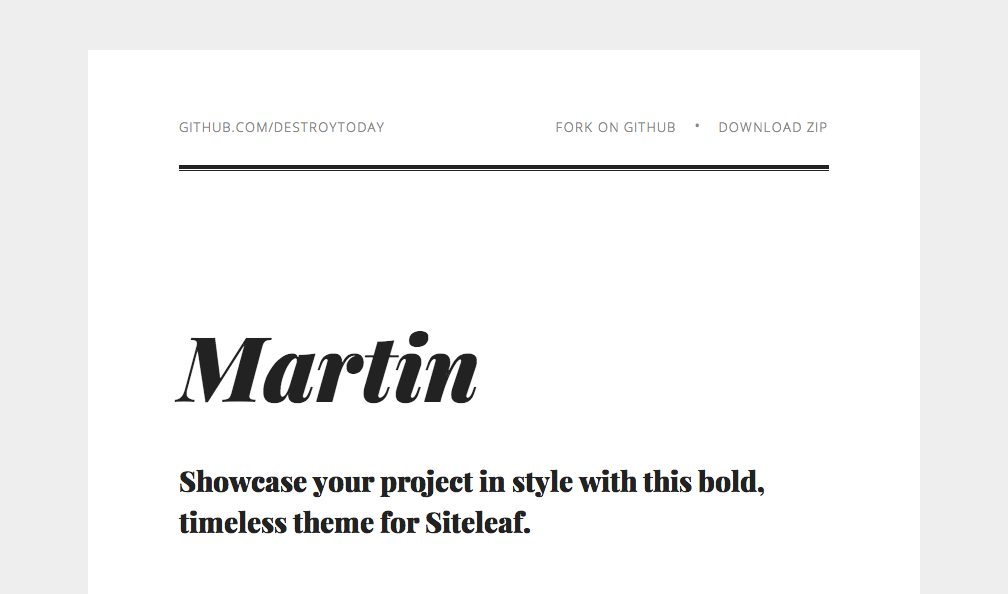 GITHUB.COM/DESTROYTODAY FORK ON GITHUB • DOWNLOAD ZIP
Martin
Showcase your project in style with this bold,
timeless theme for Siteleaf.